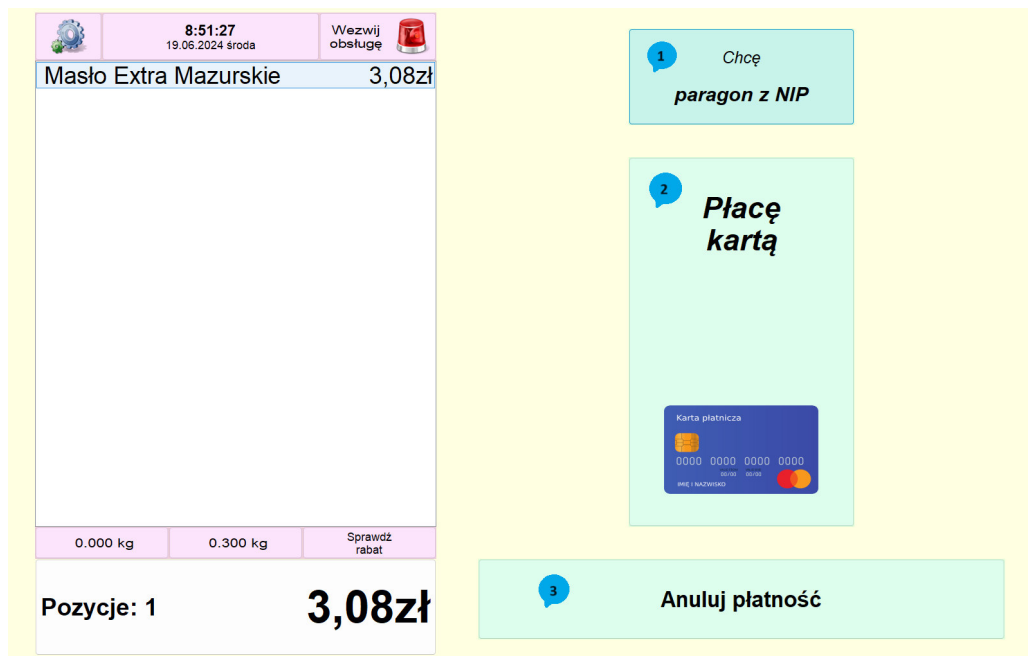 8:51:27
19.06.2024 środa
Wezwij
obsługę
Masło Extra Mazurskie 3,08zł
0.000 kg
0.300 kg
Sprawdź
rabat
Pozycje: 1 3,08zł
1
Chcę
paragon z NIP
2
Płacę
kartą
Karta płatnicza
0000 0000 0000 0000
00/00 00/00
IMIĘ I NAZWISKO
3
Anuluj płatność